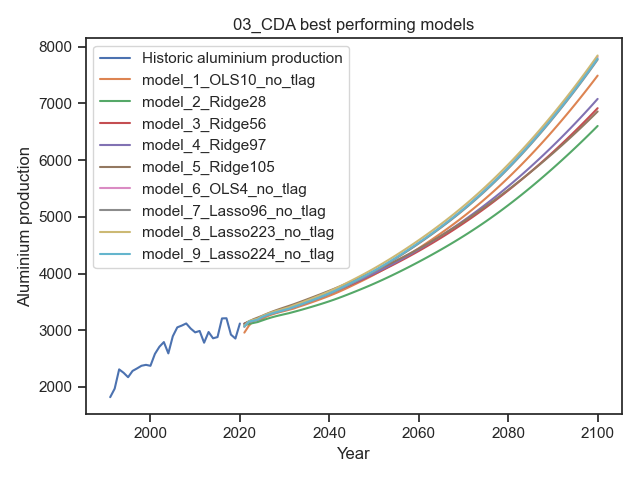 03_CDA best performing models
8000
7000
6000
5000
4000
3000
2000
Aluminium production
Historic aluminium production
model_1_OLS10_no_tlag
model_2_Ridge28
model_3_Ridge56
model_4_Ridge97
model_5_Ridge105
model_6_OLS4_no_tlag
model_7_Lasso96_no_tlag
model_8_Lasso223_no_tlag
model_9_Lasso224_no_tlag
2000 2020 2040 2060 2080 2100
Year